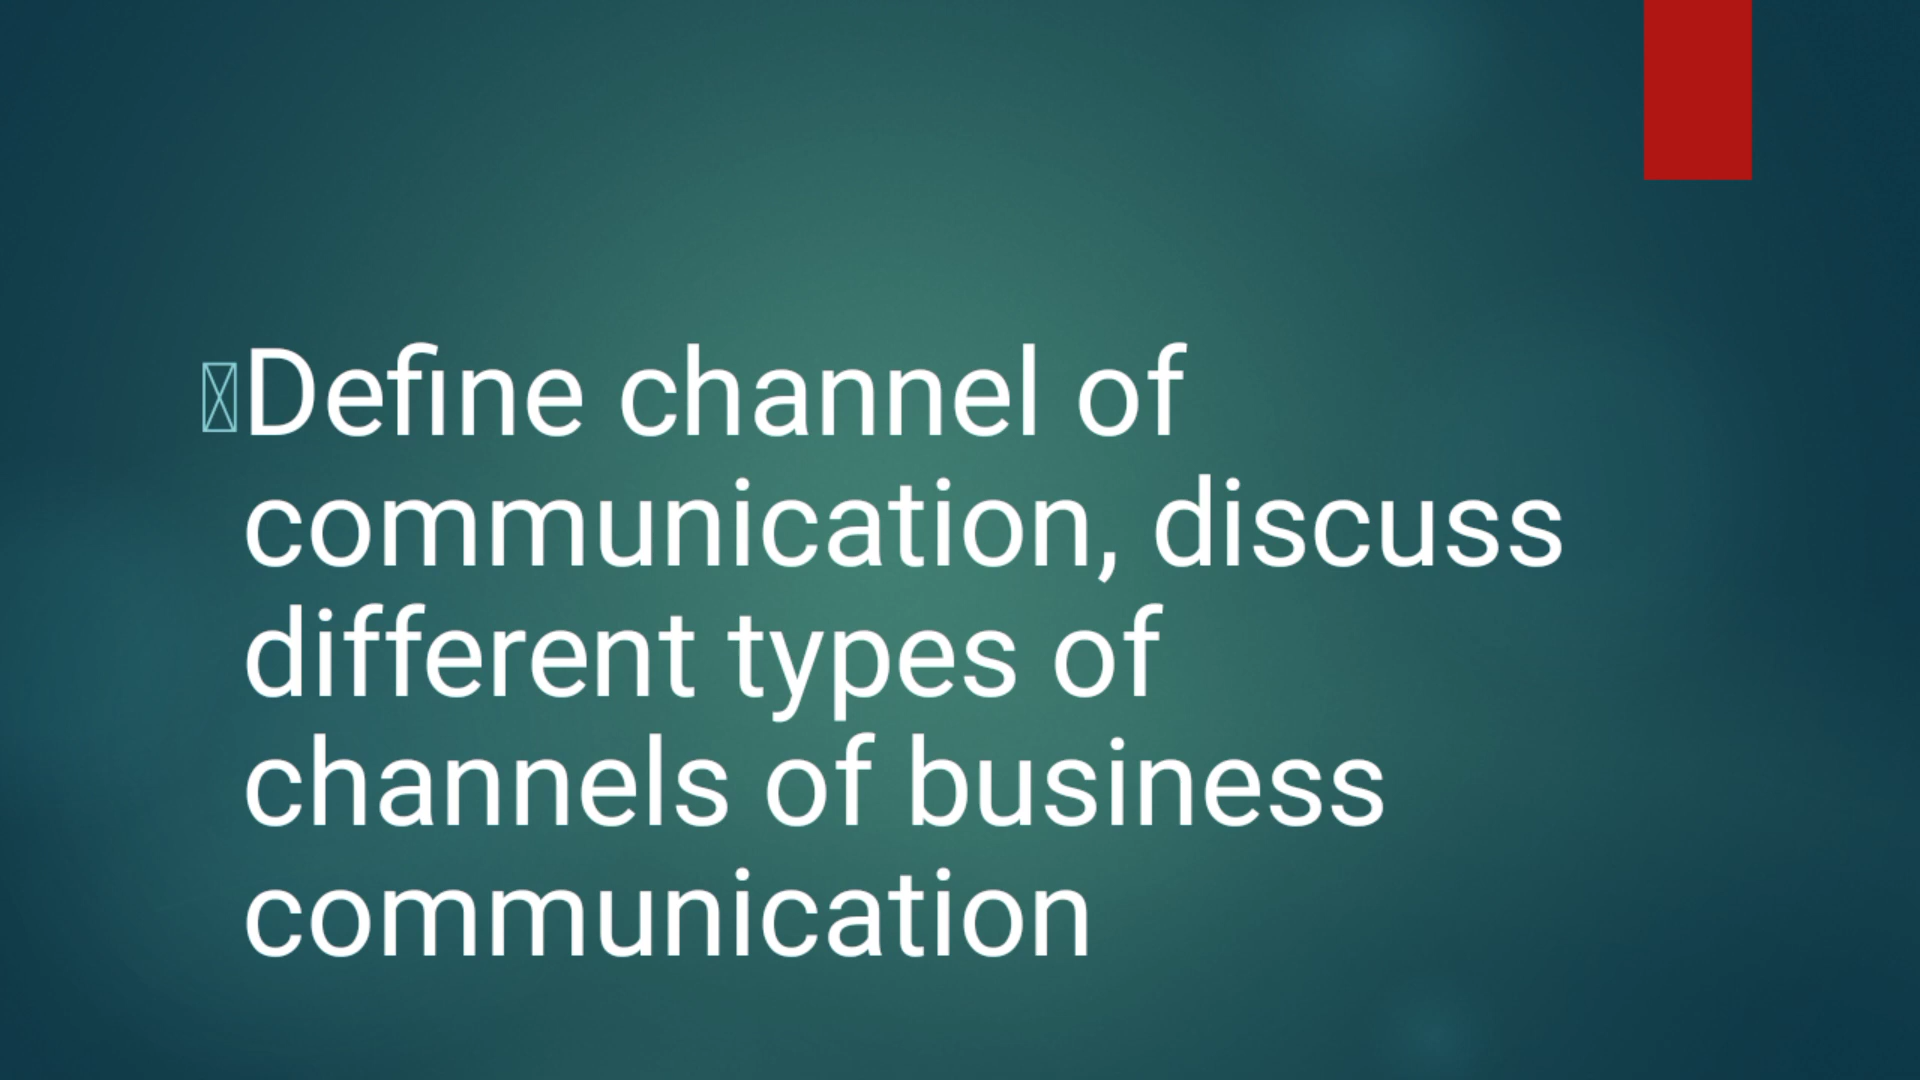 Define channel of
communication, discuss
different types of
channels of business
communication